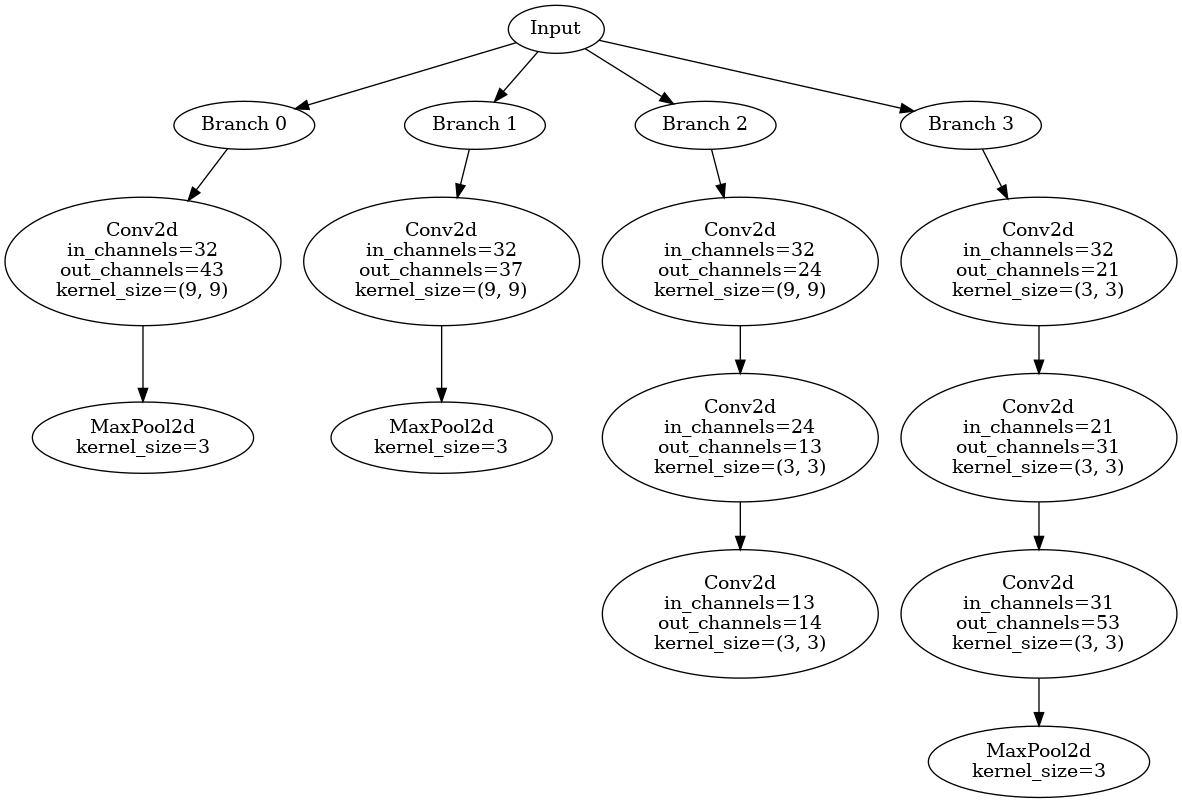 Input
Branch 0
Branch 1
Branch 2
Branch 3
Conv2d
in_channels=32
out_channels=43
kernel_size=(9, 9)
Conv2d
in_channels=32
out_channels=37
kernel_size=(9, 9)
Conv2d
in_channels=32
out_channels=24
kernel_size=(9, 9)
Conv2d
in_channels=32
out_channels=21
kernel_size=(3, 3)
MaxPool2d
kernel_size=3
MaxPool2d
kernel_size=3
Conv2d
in_channels=24
out_channels=13
kernel_size=(3, 3)
Conv2d
in_channels=21
out_channels=31
kernel_size=(3, 3)
Conv2d
in_channels=13
out_channels=14
kernel_size=(3, 3)
Conv2d
in_channels=31
out_channels=53
kernel_size=(3, 3)
MaxPool2d
kernel_size=3